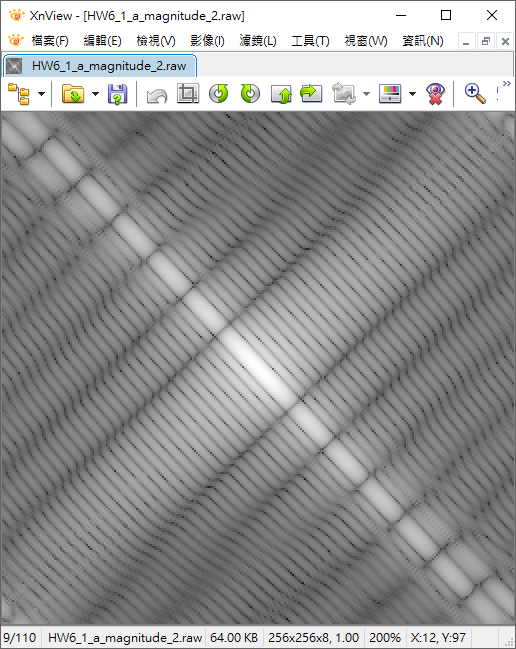 XnView - [HW6_1_a_magnitude_2.raw]
檔案(F) 編輯(E) 檢視(V) 影像(I) 濾鏡(L) 工具(T) 視窗(W) 資訊(N)
HW6_1_a_magnitude_2.raw
9/110 HW6_1_a_magnitude_2.raw 64.00 KB 256x256x8, 1.00 200% X:12, Y:97